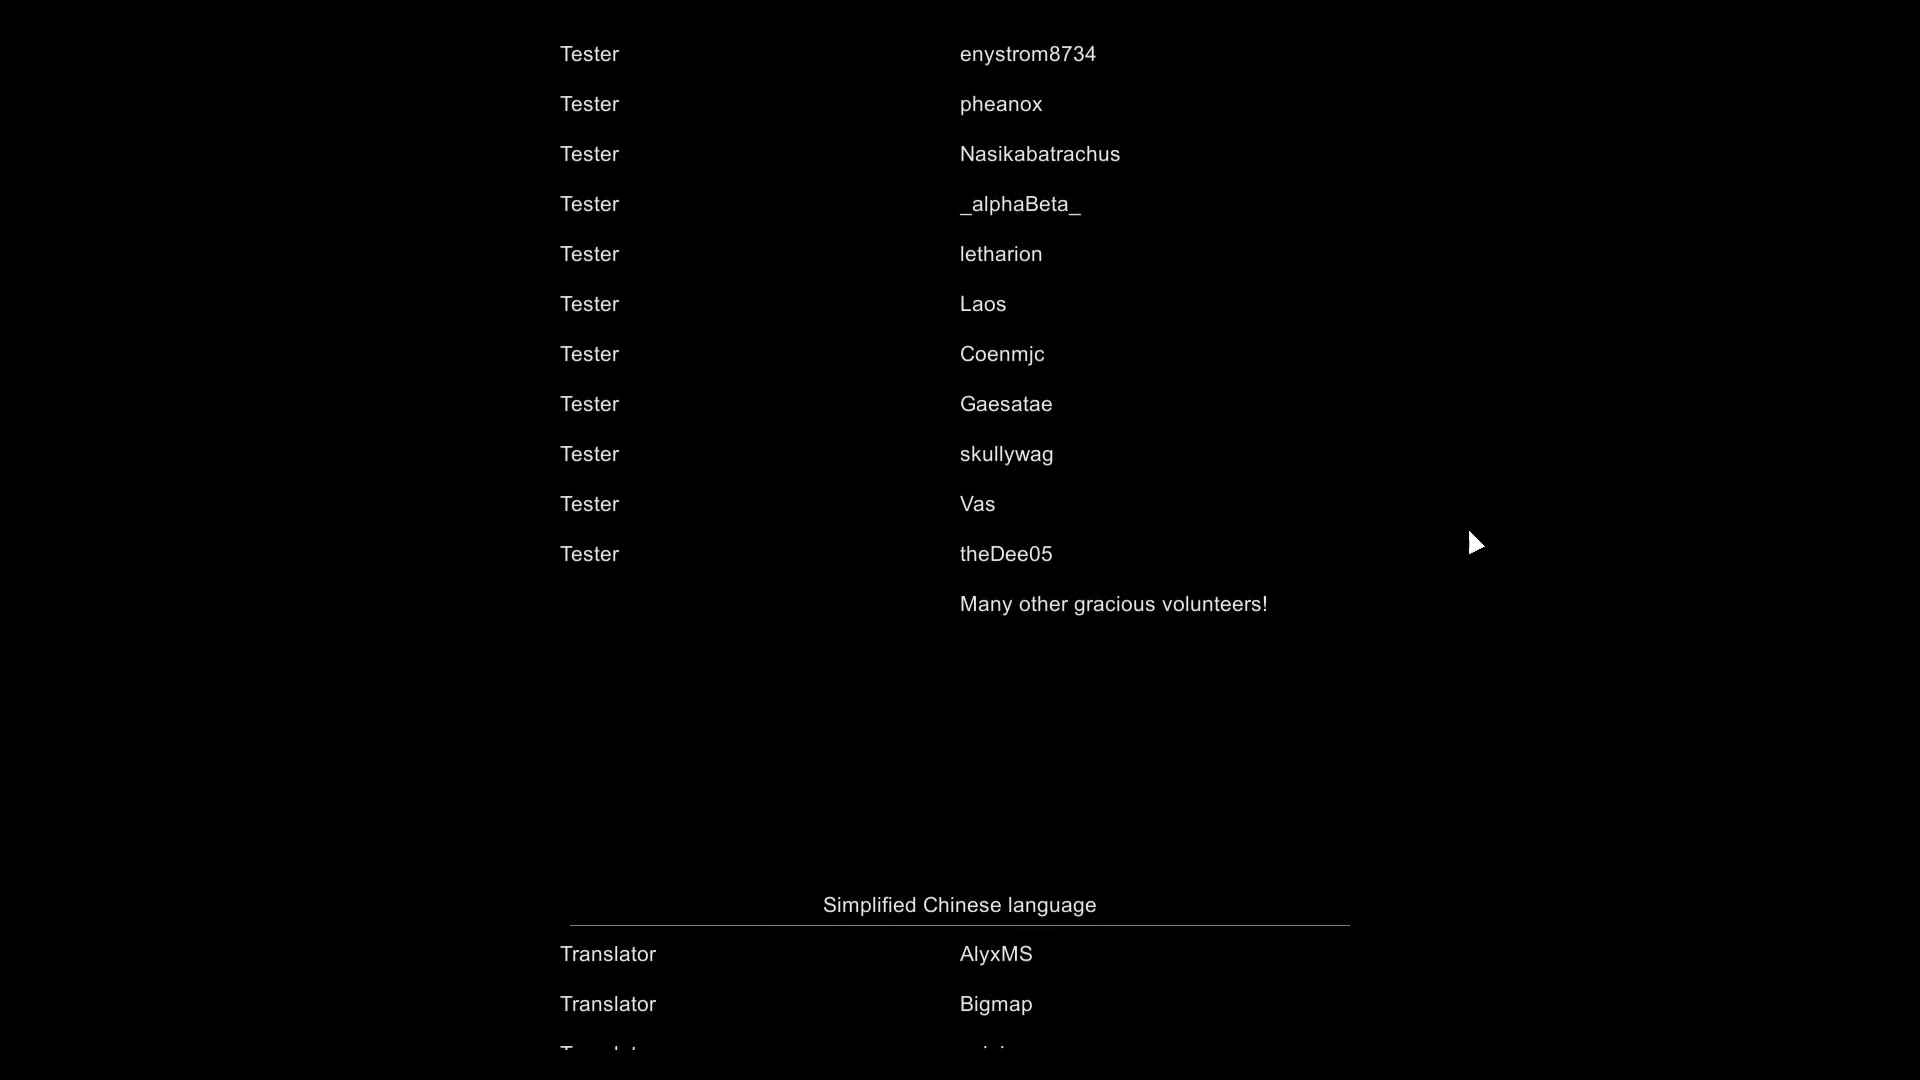 Tester enystrom8734
Tester pheanox
Tester Nasikabatrachus
Tester _alphaBeta_
Tester letharion
Tester Laos
Tester Coenmjc
Tester Gaesatae
Tester skullywag
Tester Vas
Tester theDee05
Many other gracious volunteers!
Simplified Chinese language
Translator AlyxMS
Translator Bigmap